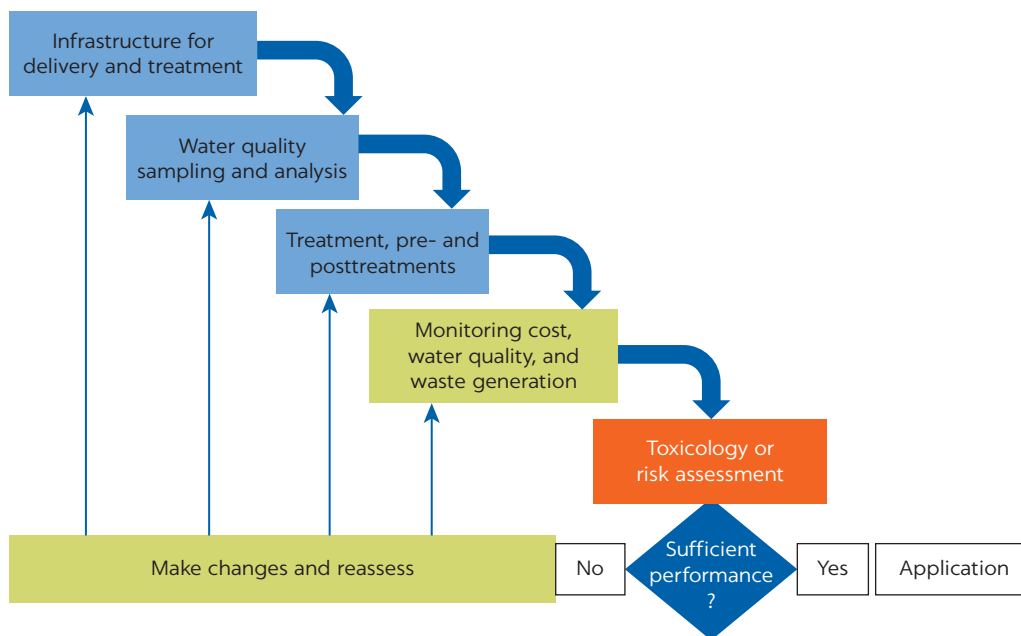 Infrastructure for
delivery and treatment
Water quality
sampling and analysis
Treatment, pre- and
posttreatments
Monitoring cost,
water quality, and
waste generation
Toxicology or
risk assessment
Make changes and reassess
No
Sufficient
performance
?
Yes
Application